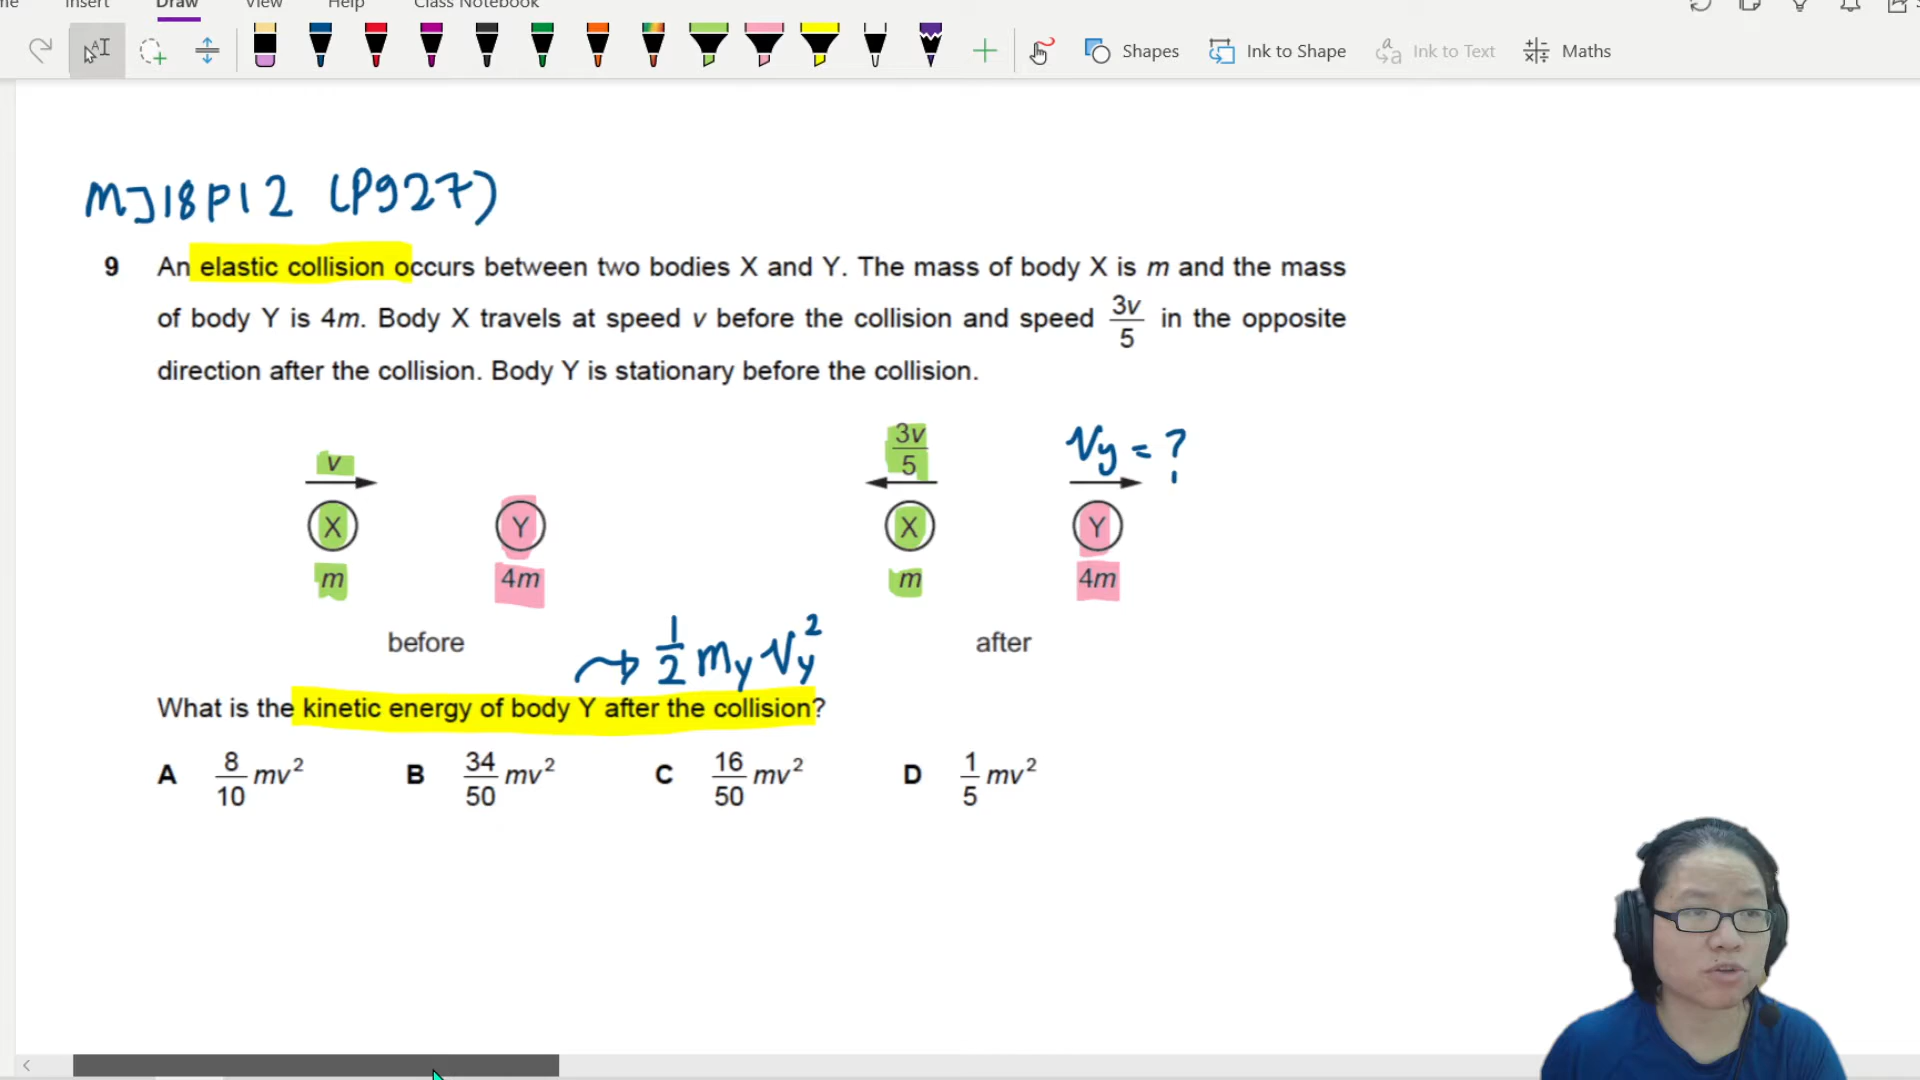 Insert Draw View Help Class Notebook
Shapes Ink to Shape Ink to Text Maths
MJ18P12 (Pg27)
9 An elastic collision occurs between two bodies X and Y. The mass of body X is m and the mass
of body Y is 4m. Body X travels at speed v before the collision and speed 3v/5 in the opposite
direction after the collision. Body Y is stationary before the collision.
v 3v/5 Vy = ?
X Y X Y
m 4m m 4m
before after
1/2 my Vy²
What is the kinetic energy of body Y after the collision?
A 8/10 mv² B 34/50 mv² C 16/50 mv² D 1/5 mv²